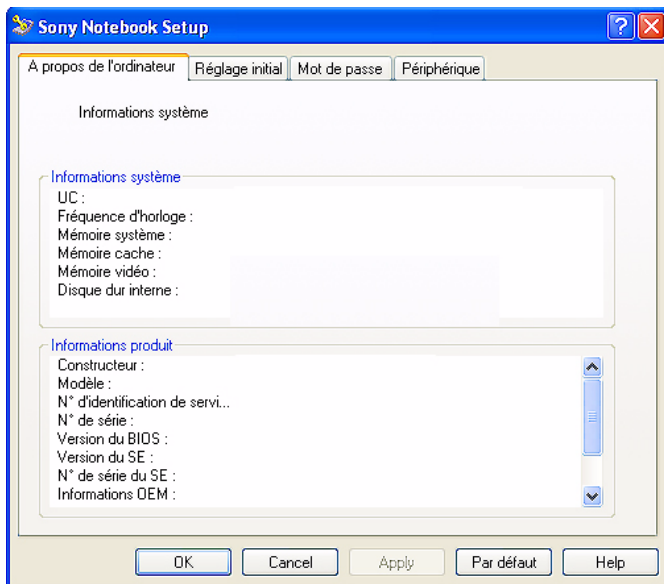 Sony Notebook Setup
A propos de l'ordinateur Réglage initial Mot de passe Périphérique
Informations système
Informations système
UC :
Fréquence d'horloge :
Mémoire système :
Mémoire cache :
Mémoire vidéo :
Disque dur interne :
Informations produit
Constructeur :
Modèle :
N° d'identification de servi...
N° de série :
Version du BIOS :
Version du SE :
N° de série du SE :
Informations OEM :
OK Cancel Apply Par défaut Help